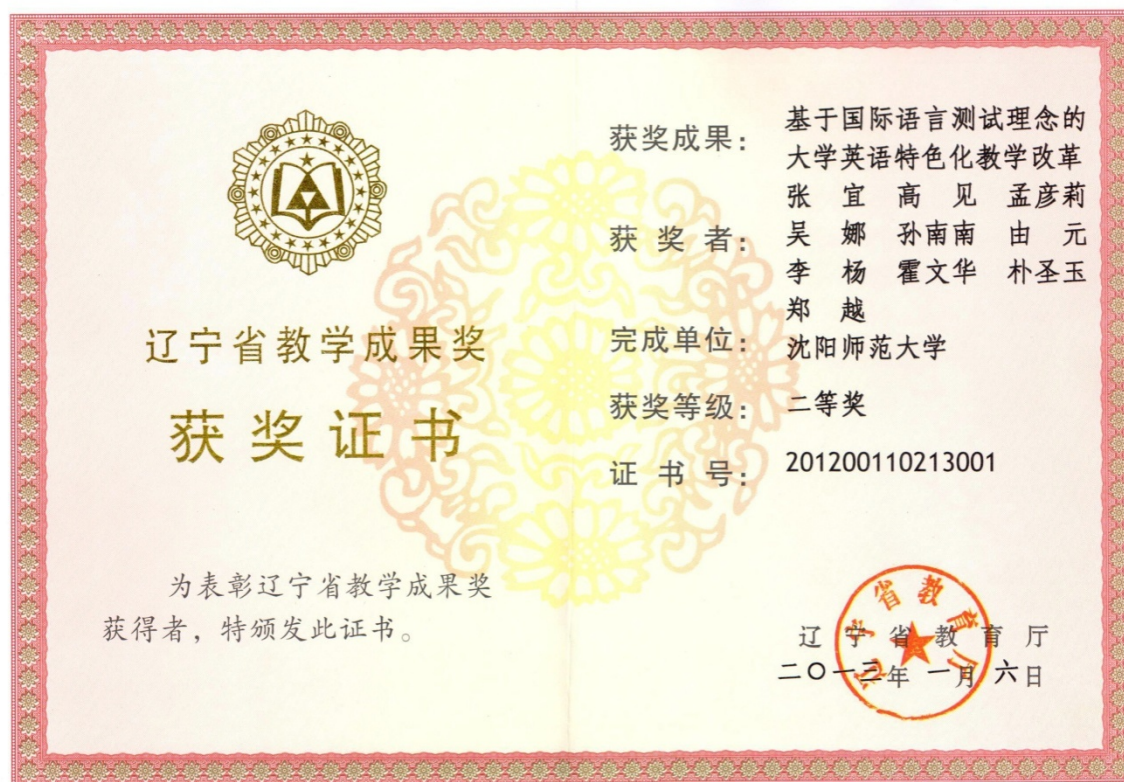 辽宁省教学成果奖
获奖证书
为表彰辽宁省教学成果奖
获得者，特颁发此证书。
获奖成果：
基于国际语言测试理念的
大学英语特色化教学改革
获奖者：
张宜 高见 孟彦莉
吴娜 孙南南 由元
李杨 霍文华 朴圣玉
郑越
完成单位：
沈阳师范大学
获奖等级：
二等奖
证书号：
201200110213001
辽宁省教育厅
二〇一三年一月六日
辽宁省教育厅